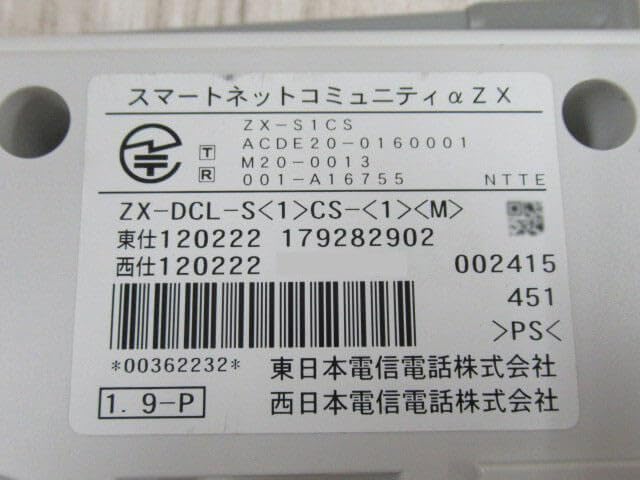 スマートネットコミュニティαZX
ZX-S1CS
ACDE20-0160001
T M20-0013
R 001-A16755 NTTE
ZX-DCL-S<1>CS-<1><M>
東仕120222 179282902
西仕120222 002415
451
>PS<
*00362232* 東日本電信電話株式会社
1.9-P 西日本電信電話株式会社